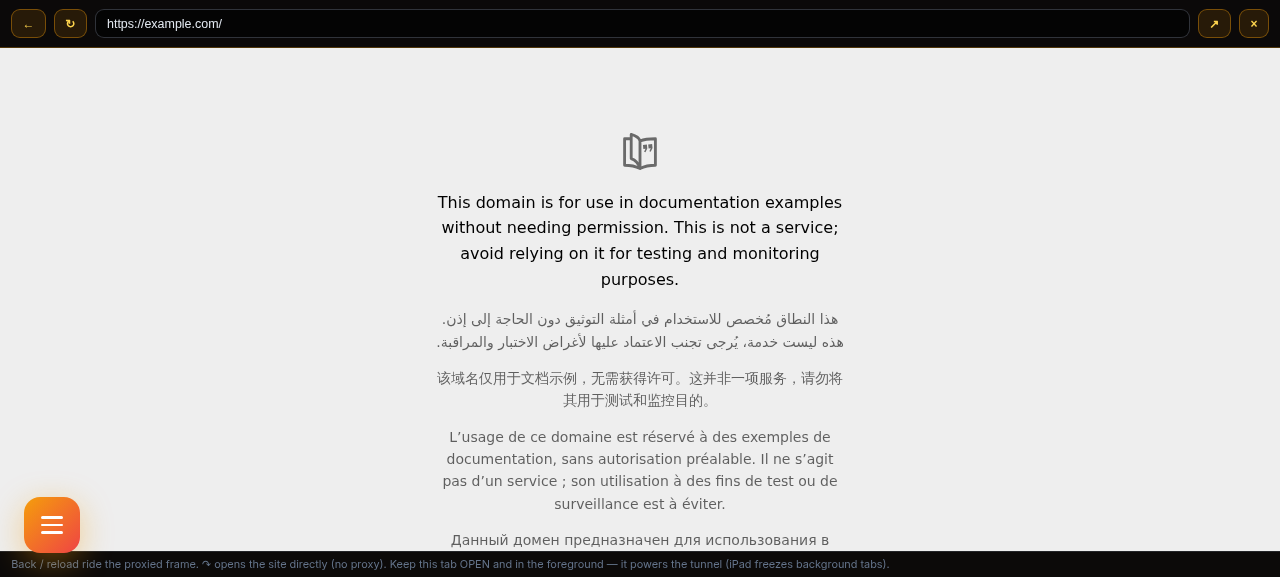 https://example.com/
This domain is for use in documentation examples
without needing permission. This is not a service;
avoid relying on it for testing and monitoring
purposes.
هذا النطاق مُخصص للاستخدام في أمثلة التوثيق دون الحاجة إلى إذن.
هذه ليست خدمة، يُرجى تجنب الاعتماد عليها لأغراض الاختبار والمراقبة.
该域名仅用于文档示例，无需获得许可。这并非一项服务，请勿将
其用于测试和监控目的。
L’usage de ce domaine est réservé à des exemples de
documentation, sans autorisation préalable. Il ne s’agit
pas d’un service ; son utilisation à des fins de test ou de
surveillance est à éviter.
Данный домен предназначен для использования в
Back / reload ride the proxied frame. ↷ opens the site directly (no proxy). Keep this tab OPEN and in the foreground — it powers the tunnel (iPad freezes background tabs).